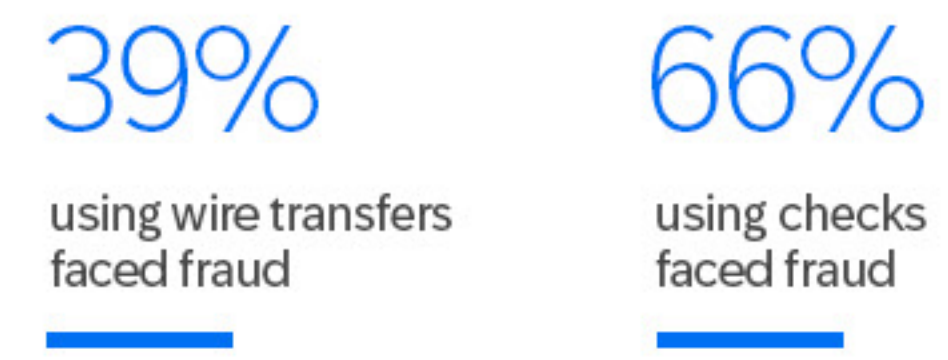 39%
using wire transfers
faced fraud
66%
using checks
faced fraud